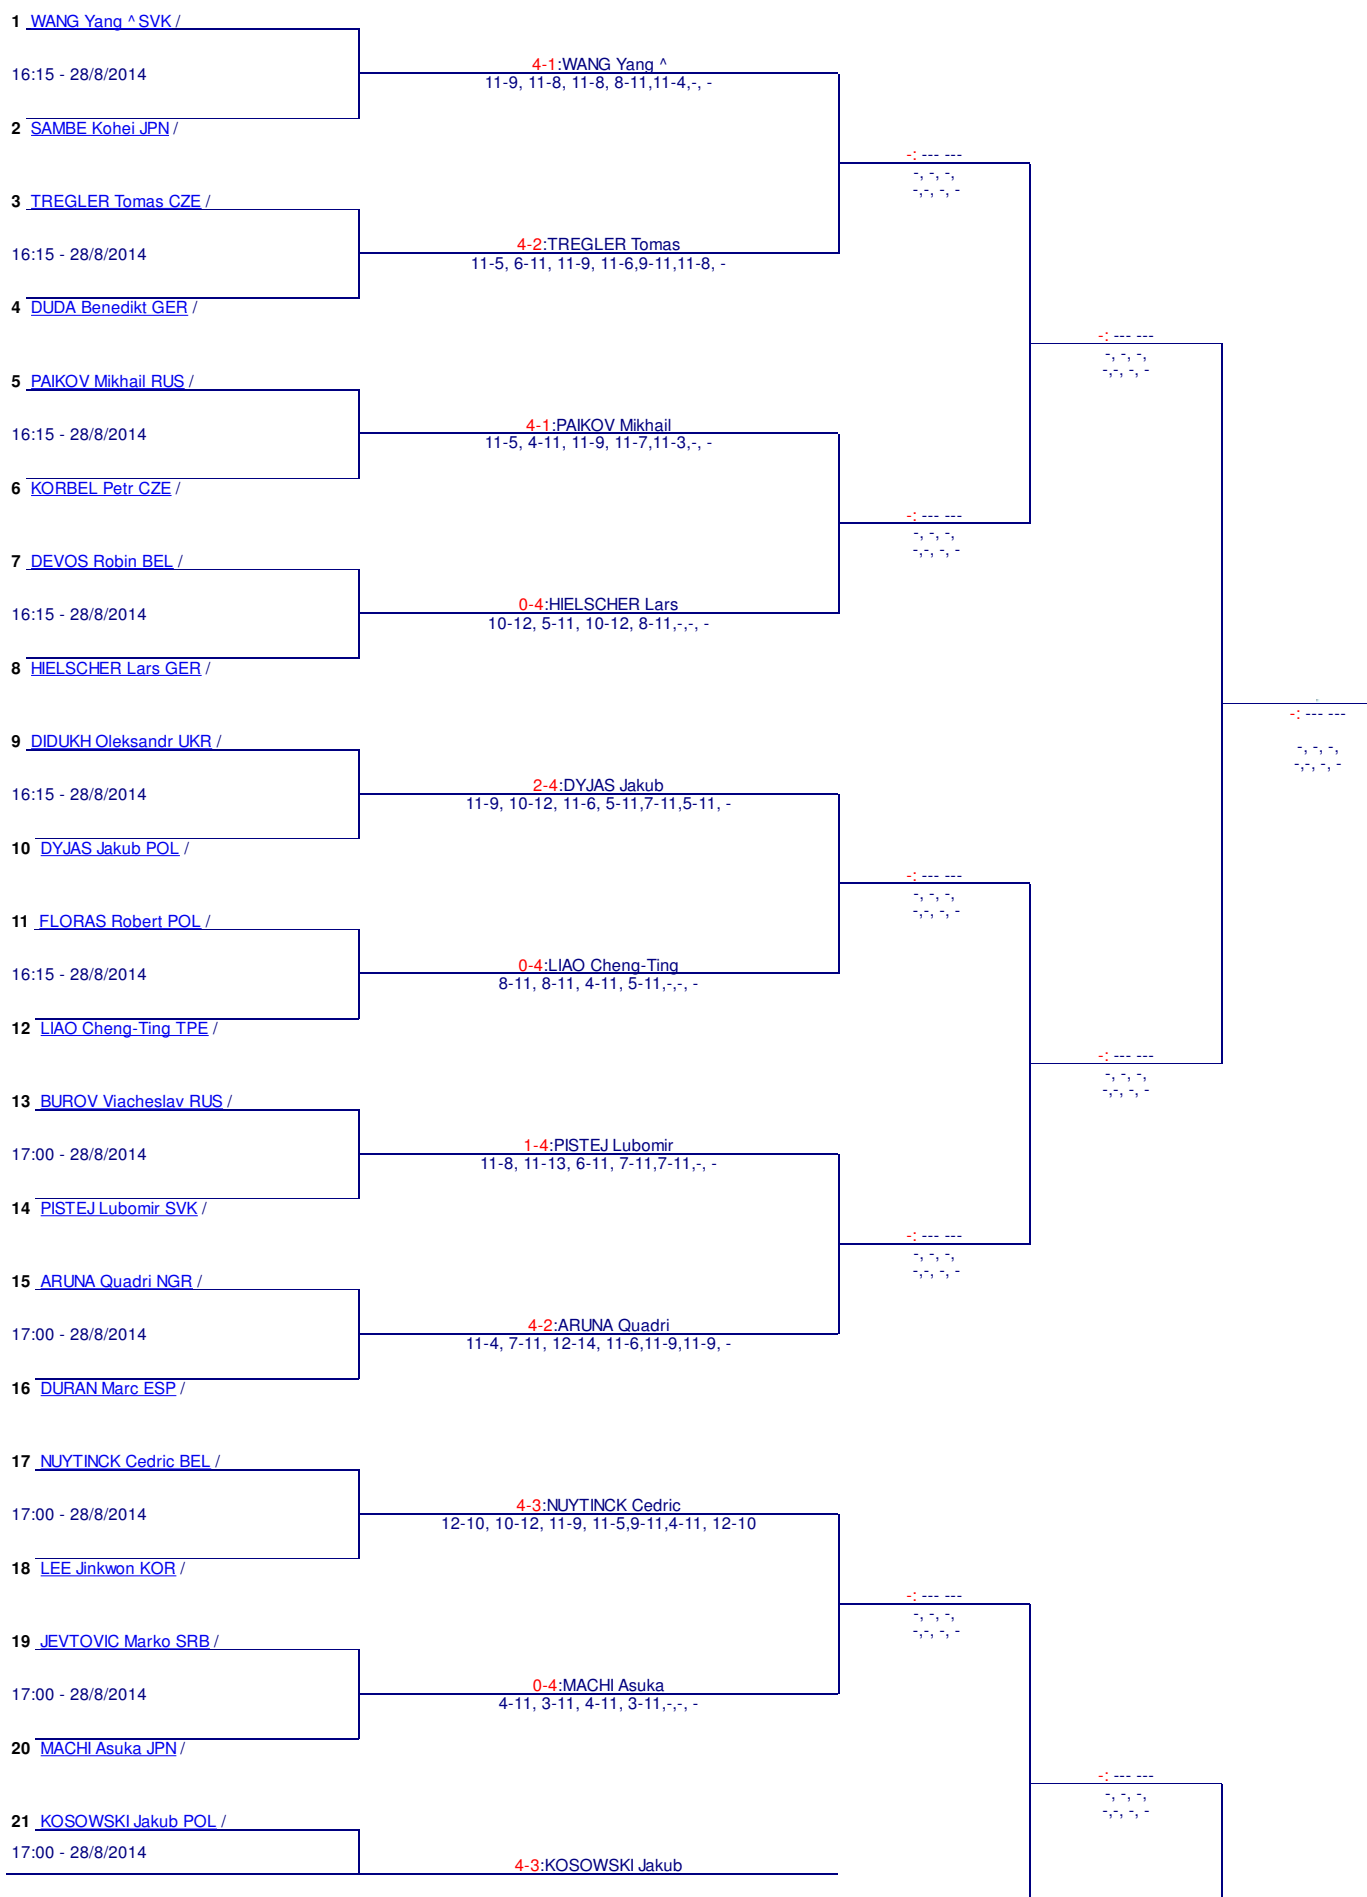 1 WANG Yang ^ SVK /
16:15 - 28/8/2014
4-1:WANG Yang ^
11-9, 11-8, 11-8, 8-11,11-4,-, -
2 SAMBE Kohei JPN /
-: --- ---
-, -, -,
-,-, -, -
3 TREGLER Tomas CZE /
16:15 - 28/8/2014
4-2:TREGLER Tomas
11-5, 6-11, 11-9, 11-6,9-11,11-8, -
4 DUDA Benedikt GER /
-: --- ---
-, -, -,
-,-, -, -
5 PAIKOV Mikhail RUS /
16:15 - 28/8/2014
4-1:PAIKOV Mikhail
11-5, 4-11, 11-9, 11-7,11-3,-, -
6 KORBEL Petr CZE /
-: --- ---
-, -, -,
-,-, -, -
7 DEVOS Robin BEL /
16:15 - 28/8/2014
0-4:HIELSCHER Lars
10-12, 5-11, 10-12, 8-11,-,-, -
8 HIELSCHER Lars GER /
-: --- ---
-, -, -,
-,-, -, -
9 DIDUKH Oleksandr UKR /
16:15 - 28/8/2014
2-4:DYJAS Jakub
11-9, 10-12, 11-6, 5-11,7-11,5-11, -
10 DYJAS Jakub POL /
-: --- ---
-, -, -,
-,-, -, -
11 FLORAS Robert POL /
16:15 - 28/8/2014
0-4:LIAO Cheng-Ting
8-11, 8-11, 4-11, 5-11,-,-, -
12 LIAO Cheng-Ting TPE /
-: --- ---
-, -, -,
-,-, -, -
13 BUROV Viacheslav RUS /
17:00 - 28/8/2014
1-4:PISTEJ Lubomir
11-8, 11-13, 6-11, 7-11,7-11,-, -
14 PISTEJ Lubomir SVK /
-: --- ---
-, -, -,
-,-, -, -
15 ARUNA Quadri NGR /
17:00 - 28/8/2014
4-2:ARUNA Quadri
11-4, 7-11, 12-14, 11-6,11-9,11-9, -
16 DURAN Marc ESP /
17 NUYTINCK Cedric BEL /
17:00 - 28/8/2014
4-3:NUYTINCK Cedric
12-10, 10-12, 11-9, 11-5,9-11,4-11, 12-10
18 LEE Jinkwon KOR /
-: --- ---
-, -, -,
-,-, -, -
19 JEVTOVIC Marko SRB /
17:00 - 28/8/2014
0-4:MACHI Asuka
4-11, 3-11, 4-11, 3-11,-,-, -
20 MACHI Asuka JPN /
-: --- ---
-, -, -,
-,-, -, -
21 KOSOWSKI Jakub POL /
17:00 - 28/8/2014
4-3:KOSOWSKI Jakub